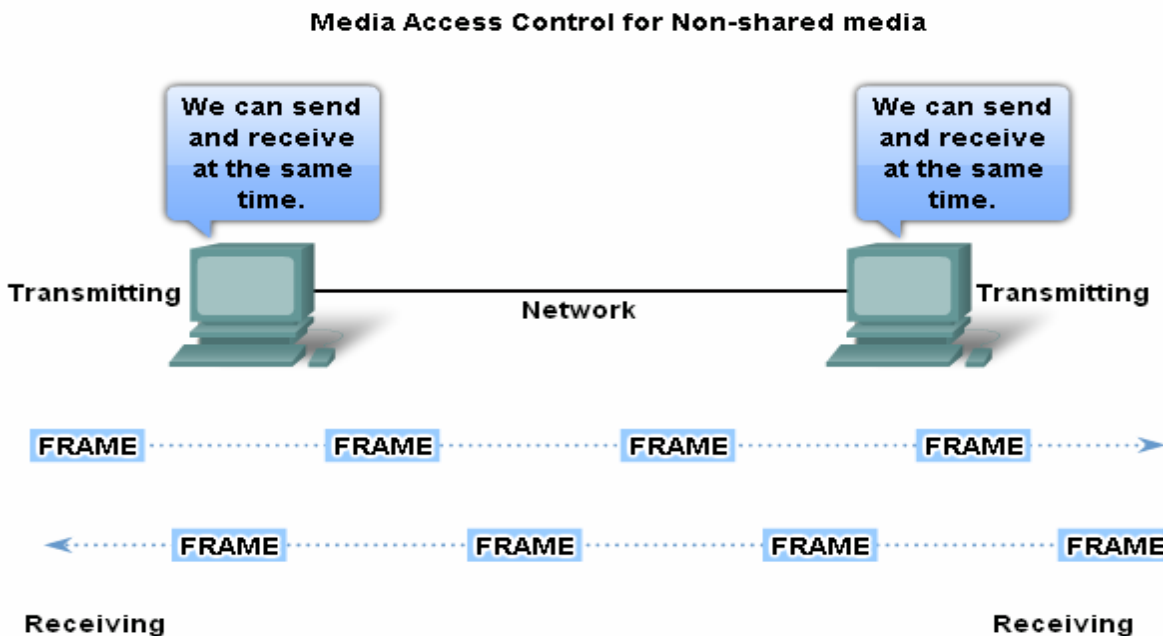 Media Access Control for Non-shared media
We can send
and receive
at the same
time.
We can send
and receive
at the same
time.
Transmitting
Network
Transmitting
FRAME FRAME FRAME FRAME
FRAME FRAME FRAME FRAME
Receiving
Receiving